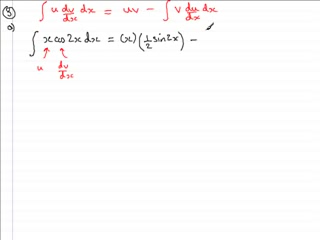 ③ ∫ u dv/dx dx = uv − ∫ v du/dx dx
a) ∫ x cos 2x dx = (x)(1/2 sin 2x) −
u dv/dx